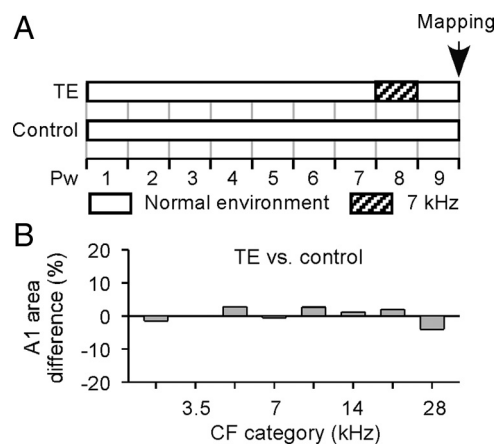 A
Mapping
TE
Control
Pw 1 2 3 4 5 6 7 8 9
Normal environment 7 kHz
B
TE vs. control
A1 area difference (%)
20
10
0
-10
-20
3.5 7 14 28
CF category (kHz)